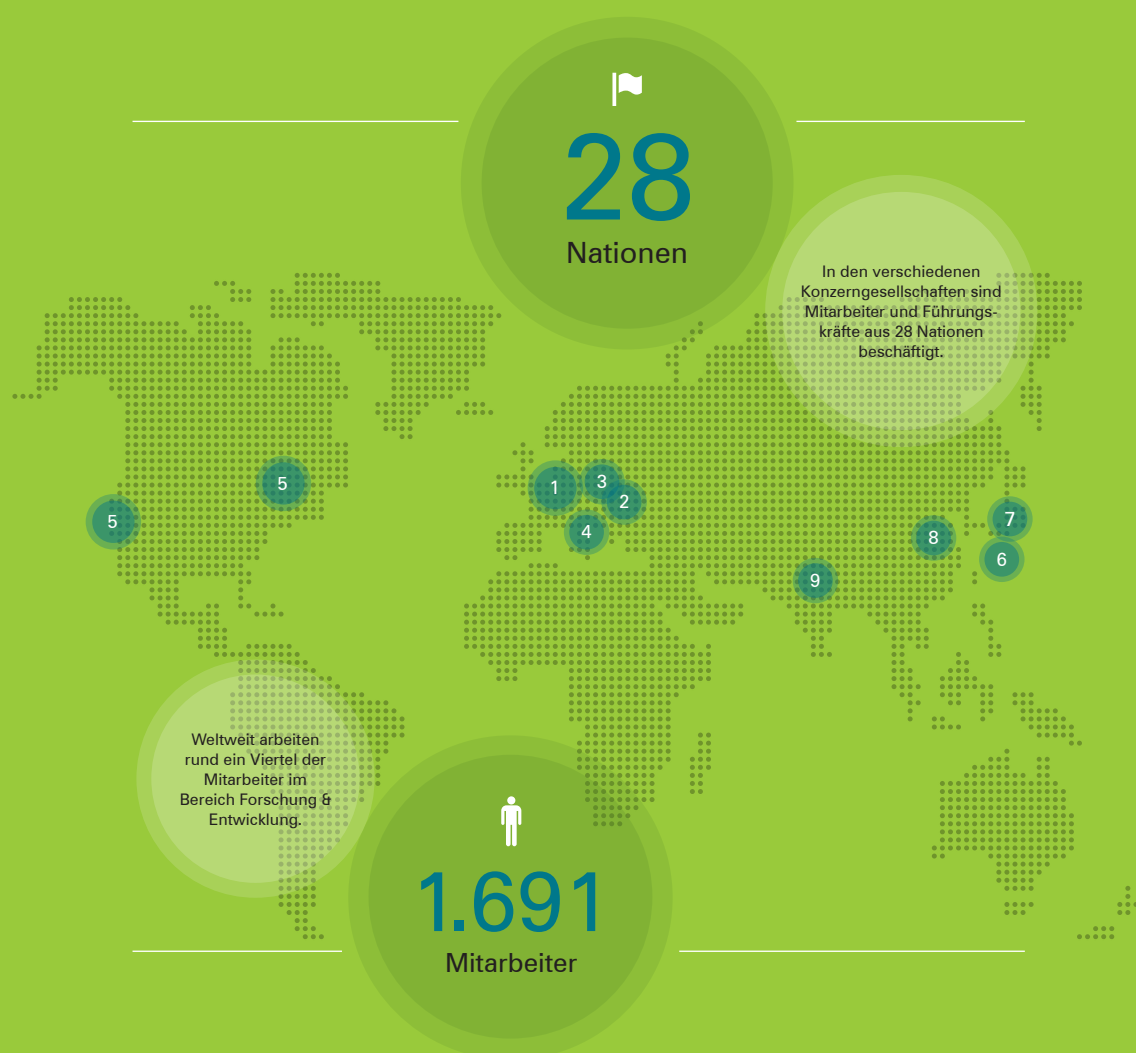 28
Nationen
In den verschiedenen
Konzerngesellschaften sind
Mitarbeiter und Führungs-
kräfte aus 28 Nationen
beschäftigt.
5
5
1
3
2
4
7
8
6
9
Weltweit arbeiten
rund ein Viertel der
Mitarbeiter im
Bereich Forschung &
Entwicklung.
1.691
Mitarbeiter